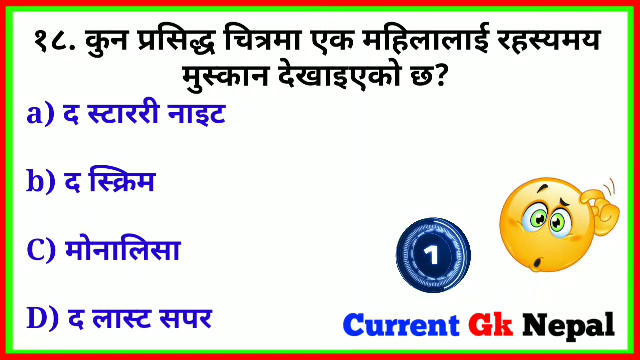 १८. कुन प्रसिद्ध चित्रमा एक महिलालाई रहस्यमय
मुस्कान देखाइएको छ?
a) द स्टाररी नाइट
b) द स्क्रिम
C) मोनालिसा
D) द लास्ट सपर
1
Current Gk Nepal